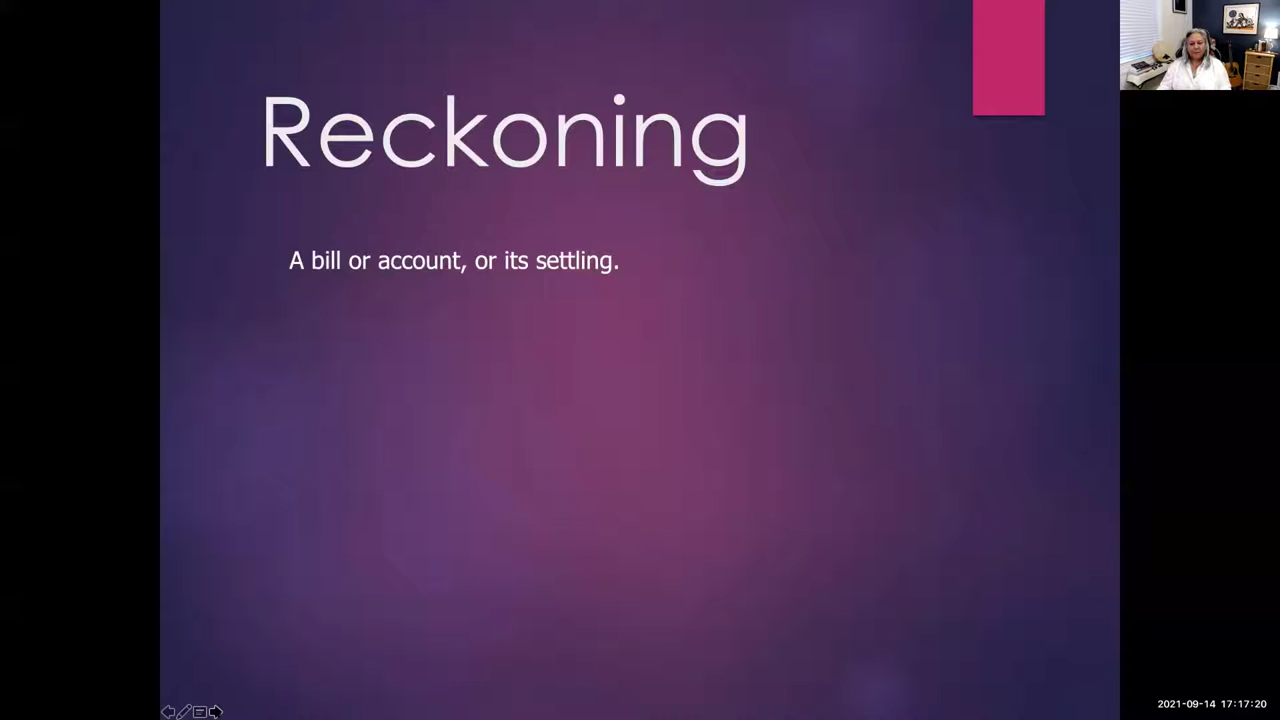 Reckoning
A bill or account, or its settling.
2021-09-14 17:17:20